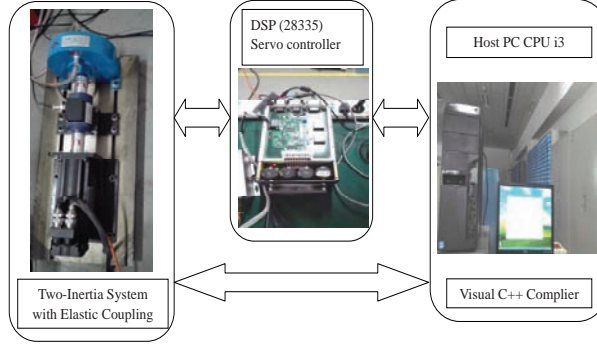 DSP (28335)
Servo controller
Host PC CPU i3
Two-Inertia System
with Elastic Coupling
Visual C++ Complier